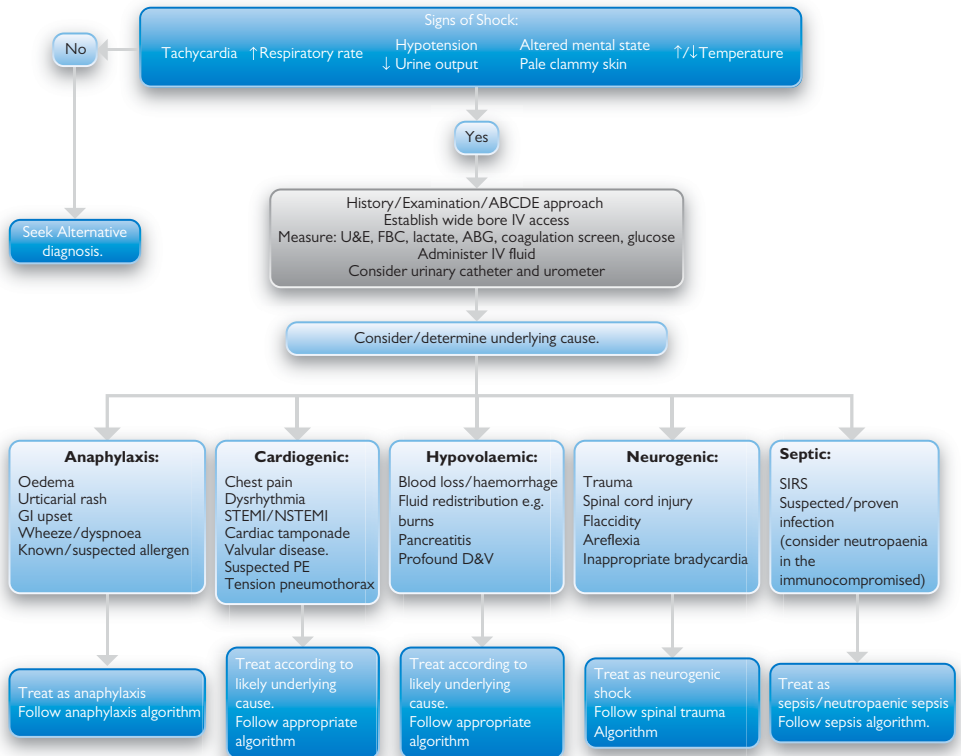 Signs of Shock:
No
Tachycardia ↑Respiratory rate Hypotension Altered mental state ↑/↓Temperature
↓ Urine output Pale clammy skin
Yes
History/Examination/ABCDE approach
Establish wide bore IV access
Measure: U&E, FBC, lactate, ABG, coagulation screen, glucose
Administer IV fluid
Consider urinary catheter and urometer
Seek Alternative
diagnosis.
Consider/determine underlying cause.
Anaphylaxis:
Oedema
Urticarial rash
GI upset
Wheeze/dyspnoea
Known/suspected allergen
Cardiogenic:
Chest pain
Dysrhythmia
STEMI/NSTEMI
Cardiac tamponade
Valvular disease.
Suspected PE
Tension pneumothorax
Hypovolaemic:
Blood loss/haemorrhage
Fluid redistribution e.g.
burns
Pancreatitis
Profound D&V
Neurogenic:
Trauma
Spinal cord injury
Flaccidity
Areflexia
Inappropriate bradycardia
Septic:
SIRS
Suspected/proven
infection
(consider neutropaenia
in the
immunocompromised)
Treat as anaphylaxis
Follow anaphylaxis algorithm
Treat according to
likely underlying
cause.
Follow appropriate
algorithm
Treat according to
likely underlying
cause.
Follow appropriate
algorithm
Treat as neurogenic
shock
Follow spinal trauma
Algorithm
Treat as
sepsis/neutropaenic sepsis
Follow sepsis algorithm.